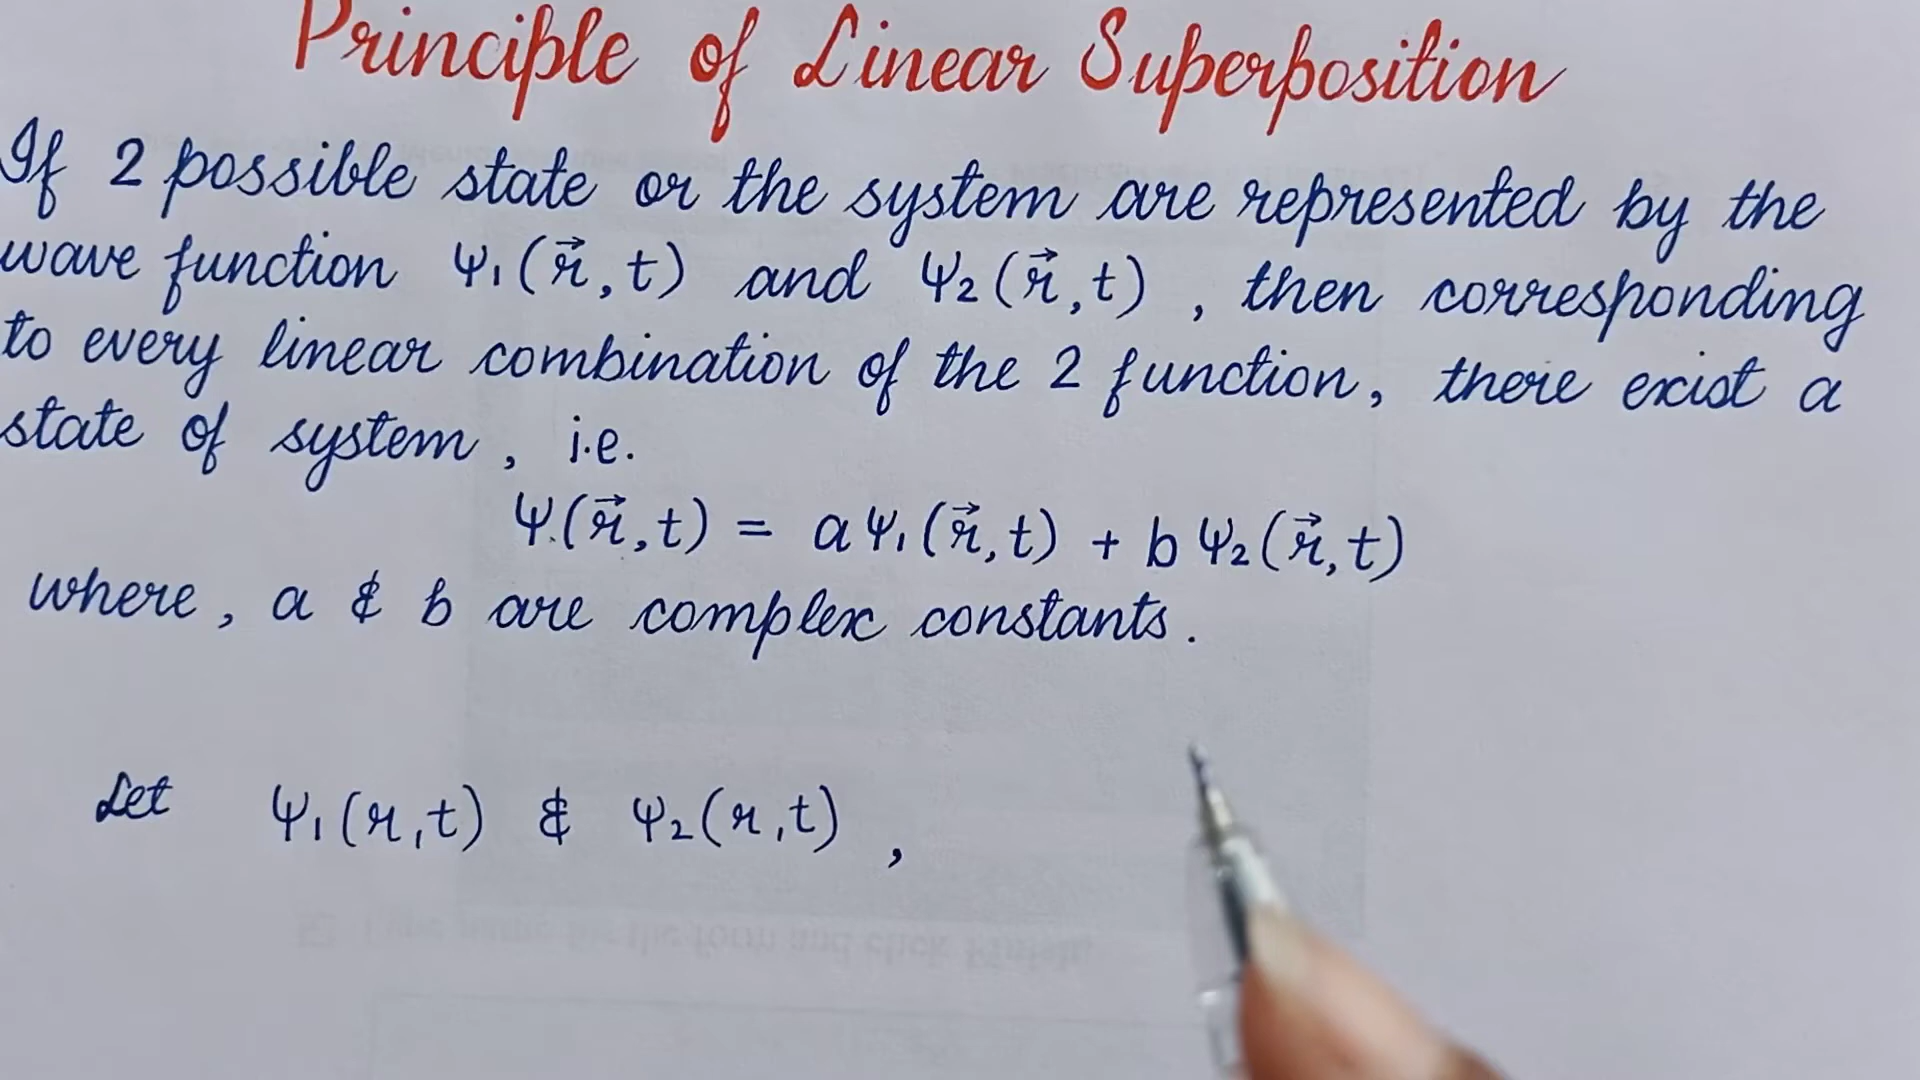 Principle of Linear Superposition
If 2 possible state or the system are represented by the
wave function Ψ₁(r⃗,t) and Ψ₂(r⃗,t) , then corresponding
to every linear combination of the 2 function, there exist a
state of system, i.e.
Ψ(r⃗,t) = aΨ₁(r⃗,t) + bΨ₂(r⃗,t)
where, a & b are complex constants.
Let Ψ₁(r,t) & Ψ₂(r,t) ,